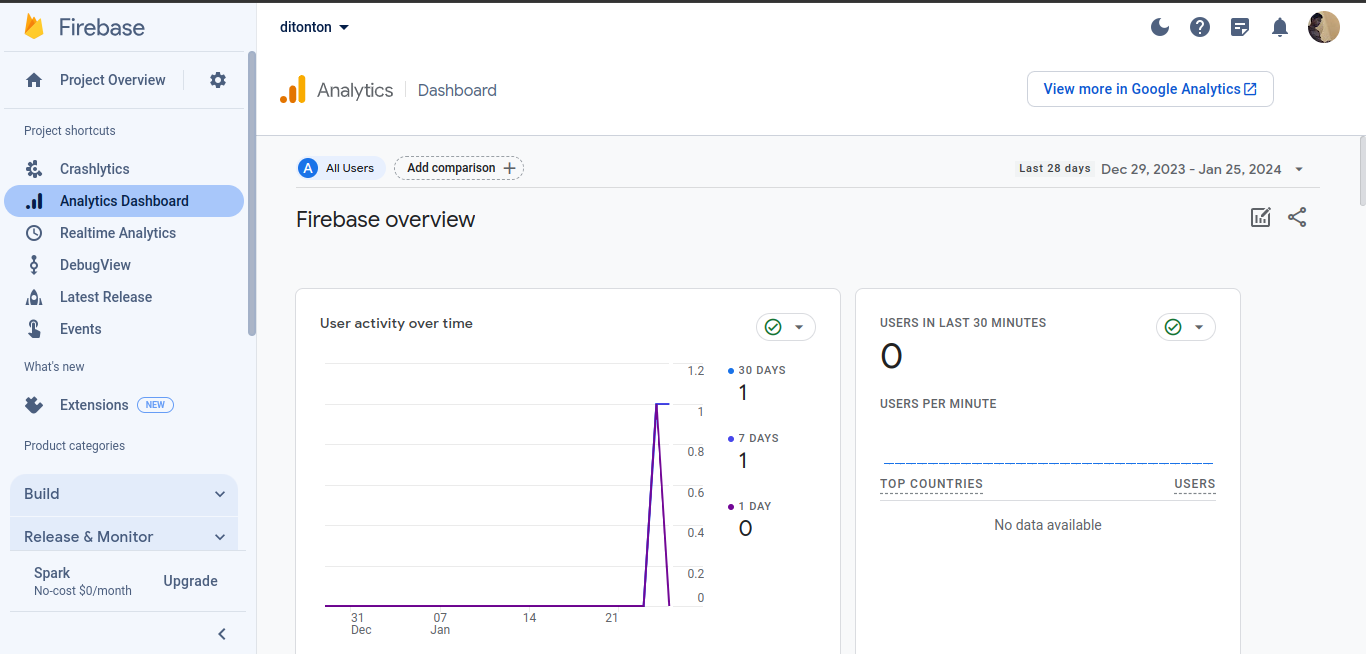 Firebase
Project Overview
Project shortcuts
Crashlytics
Analytics Dashboard
Realtime Analytics
DebugView
Latest Release
Events
What's new
Extensions NEW
Product categories
Build
Release & Monitor
Spark
No-cost $0/month
Upgrade
ditonton
Analytics Dashboard
View more in Google Analytics
A All Users
Add comparison
Last 28 days Dec 29, 2023 - Jan 25, 2024
Firebase overview
User activity over time
1.2
1
0.8
0.6
0.4
0.2
0
31 Dec
07 Jan
14
21
30 DAYS
1
7 DAYS
1
1 DAY
0
USERS IN LAST 30 MINUTES
0
USERS PER MINUTE
TOP COUNTRIES USERS
No data available